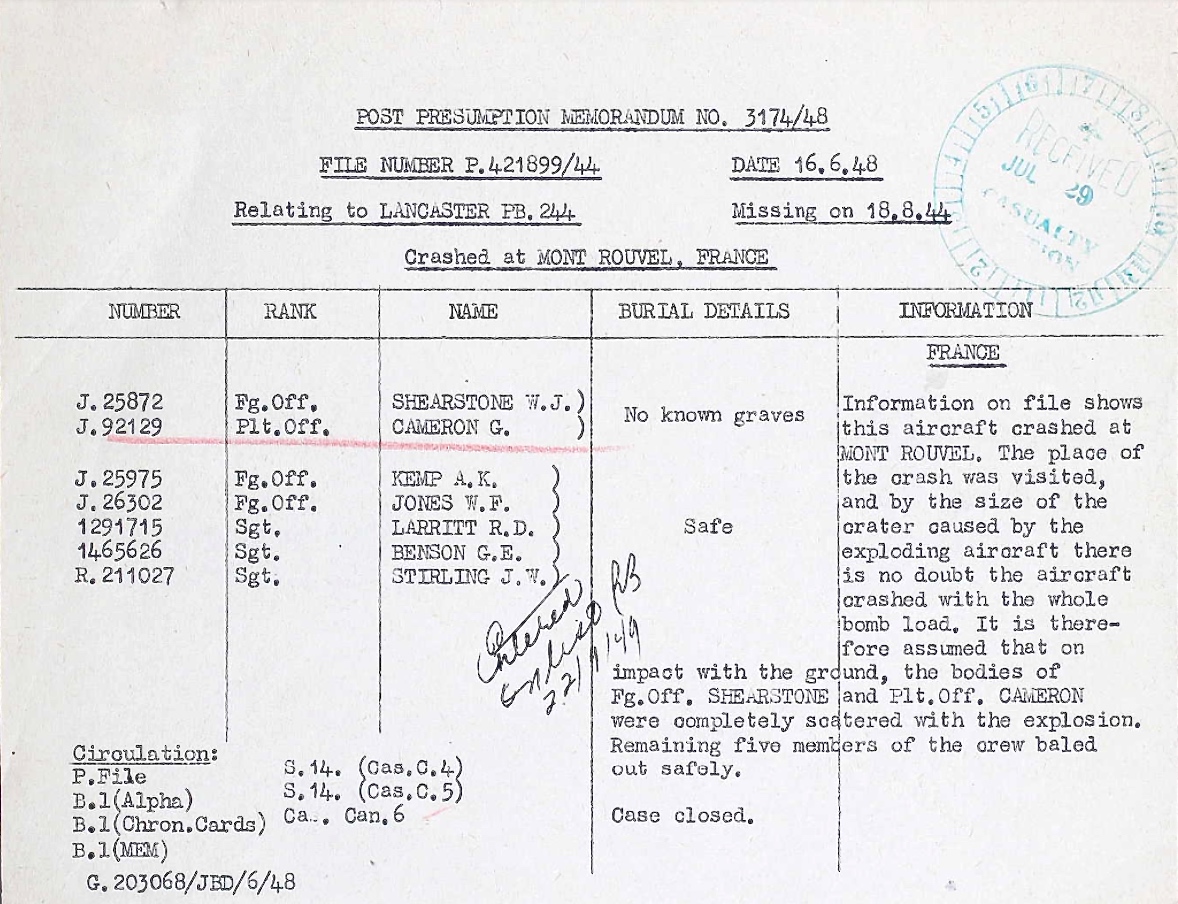 POST PRESUMPTION MEMORANDUM NO. 3174/48
FILE NUMBER P.421899/44 DATE 16.6.48
Relating to LANCASTER PB.244 Missing on 18.8.44
Crashed at MONT ROUVEL, FRANCE
RECEIVED
JUL 29
CASUALTY
NUMBER RANK NAME BURIAL DETAILS INFORMATION
FRANCE
J.25872 Fg.Off. SHEARSTONE W.J.)
J.92129 Plt.Off. CAMERON G. )
No known graves
J.25975 Fg.Off. KEMP A.K.
J.26302 Fg.Off. JONES W.F.
1291715 Sgt. LARRITT R.D.
1465626 Sgt. BENSON G.E.
R.211027 Sgt. STIRLING J.W.
Safe
Information on file shows
this aircraft crashed at
MONT ROUVEL. The place of
the crash was visited,
and by the size of the
crater caused by the
exploding aircraft there
is no doubt the aircraft
crashed with the whole
bomb load. It is there-
fore assumed that on
impact with the ground, the bodies of
Fg.Off. SHEARSTONE and Plt.Off. CAMERON
were completely scatered with the explosion.
Remaining five members of the crew baled
out safely.
Case closed.
Entered
RB
Circulation:
P.File
B.1(Alpha)
B.1(Chron.Cards)
B.1(MEM)
S.14. (Cas.C.4)
S.14. (Cas.C.5)
Can.6
G.203068/JBD/6/48